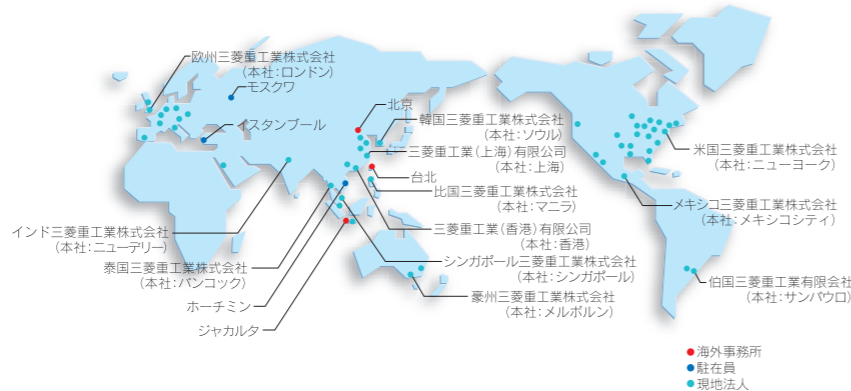 欧州三菱重工業株式会社
（本社：ロンドン）
モスクワ
イスタンブール
北京
韓国三菱重工業株式会社
（本社：ソウル）
三菱重工業（上海）有限公司
（本社：上海）
台北
比国三菱重工業株式会社
（本社：マニラ）
三菱重工業（香港）有限公司
（本社：香港）
シンガポール三菱重工業株式会社
（本社：シンガポール）
豪州三菱重工業株式会社
（本社：メルボルン）
インド三菱重工業株式会社
（本社：ニューデリー）
泰国三菱重工業株式会社
（本社：バンコック）
ホーチミン
ジャカルタ
米国三菱重工業株式会社
（本社：ニューヨーク）
メキシコ三菱重工業株式会社
（本社：メキシコシティ）
伯国三菱重工業有限会社
（本社：サンパウロ）
●海外事務所
●駐在員
●現地法人